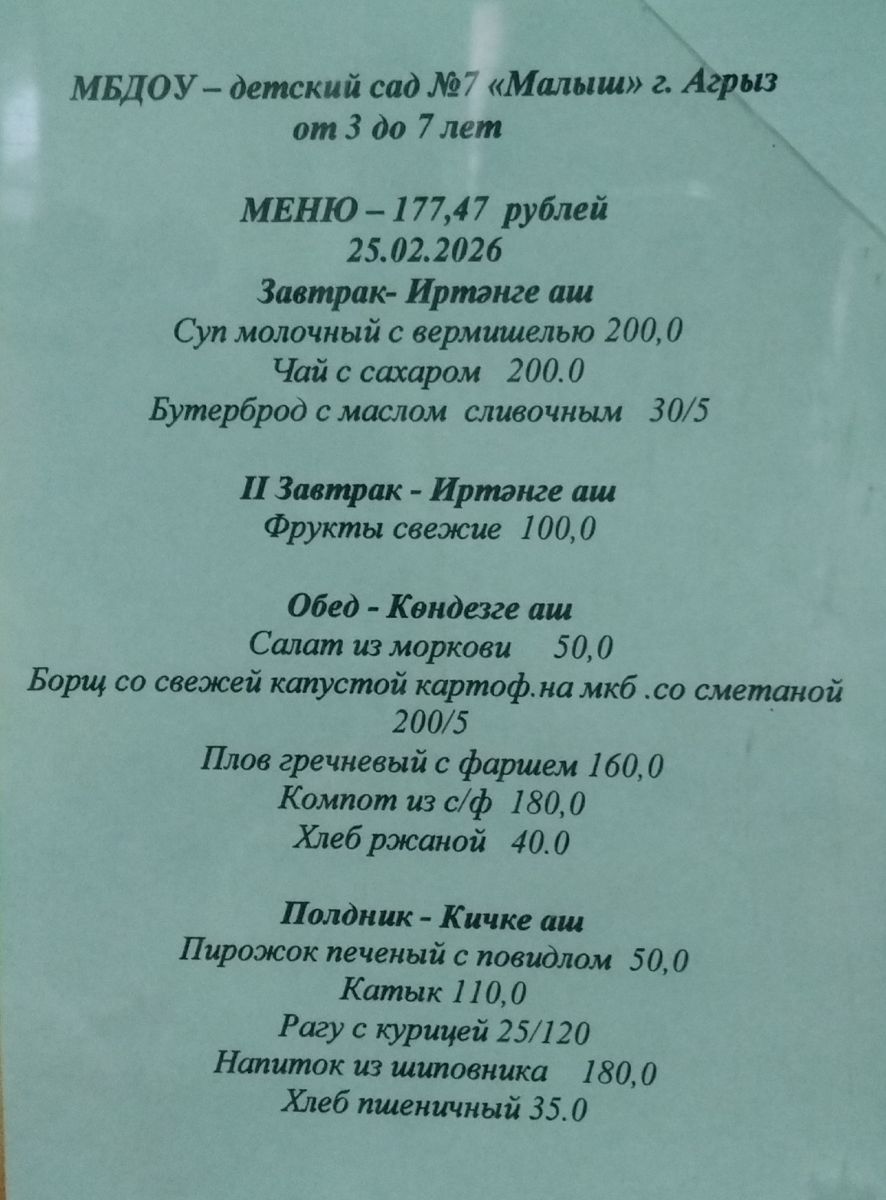 МБДОУ – детский сад №7 «Малыш» г. Агрыз
от 3 до 7 лет
МЕНЮ – 177,47 рублей
25.02.2026
Завтрак- Иртәнге аш
Суп молочный с вермишелью 200,0
Чай с сахаром 200.0
Бутерброд с маслом сливочным 30/5
II Завтрак - Иртәнге аш
Фрукты свежие 100,0
Обед - Көндезге аш
Салат из моркови 50,0
Борщ со свежей капустой картоф.на мкб .со сметаной
200/5
Плов гречневый с фаршем 160,0
Компот из с/ф 180,0
Хлеб ржаной 40.0
Полдник - Кичке аш
Пирожок печеный с повидлом 50,0
Катык 110,0
Рагу с курицей 25/120
Напиток из шиповника 180,0
Хлеб пшеничный 35.0